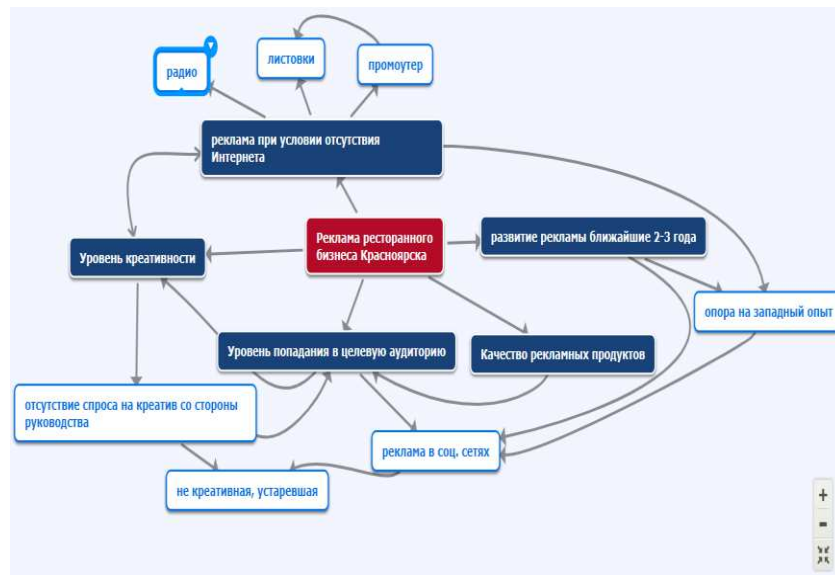 радио
листовки
промоутер
реклама при условии отсутствия
Интернета
Уровень креативности
Реклама ресторанного
бизнеса Красноярска
развитие рекламы ближайшие 2-3 года
опора на западный опыт
Уровень попадания в целевую аудиторию
Качество рекламных продуктов
отсутствие спроса на креатив со стороны
руководства
реклама в соц. сетях
не креативная, устаревшая